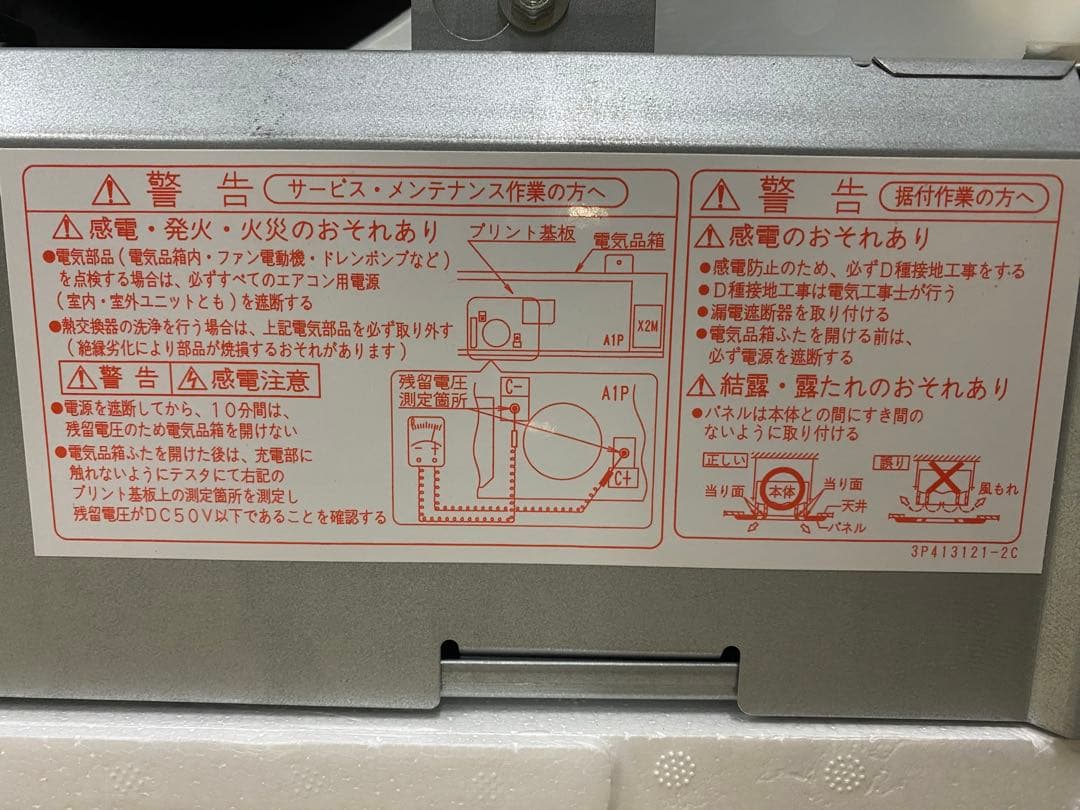 警告 サービス・メンテナンス作業の方へ
感電・発火・火災のおそれあり
●電気部品(電気品箱内・ファン電動機・ドレンポンプなど)
を点検する場合は、必ずすべてのエアコン用電源
(室内・室外ユニットとも)を遮断する
●熱交換器の洗浄を行う場合は、上記電気部品を必ず取り外す
(絶縁劣化により部品が焼損するおそれがあります)
警告 感電注意
●電源を遮断してから、10分間は、
残留電圧のため電気品箱を開けない
●電気品箱ふたを開けた後は、充電部に
触れないようにテスタにて右記の
プリント基板上の測定箇所を測定し
残留電圧がDC50V以下であることを確認する
プリント基板
電気品箱
A1P
X2M
残留電圧
測定箇所
C-
A1P
C+
警告 据付作業の方へ
感電のおそれあり
●感電防止のため、必ずD種接地工事をする
●D種接地工事は電気工事士が行う
●漏電遮断器を取り付ける
●電気品箱ふたを開ける前は、
必ず電源を遮断する
結露・露たれのおそれあり
●パネルは本体との間にすき間の
ないように取り付ける
正しい
当り面
本体
当り面
天井
パネル
誤り
風もれ
3P413121-2C